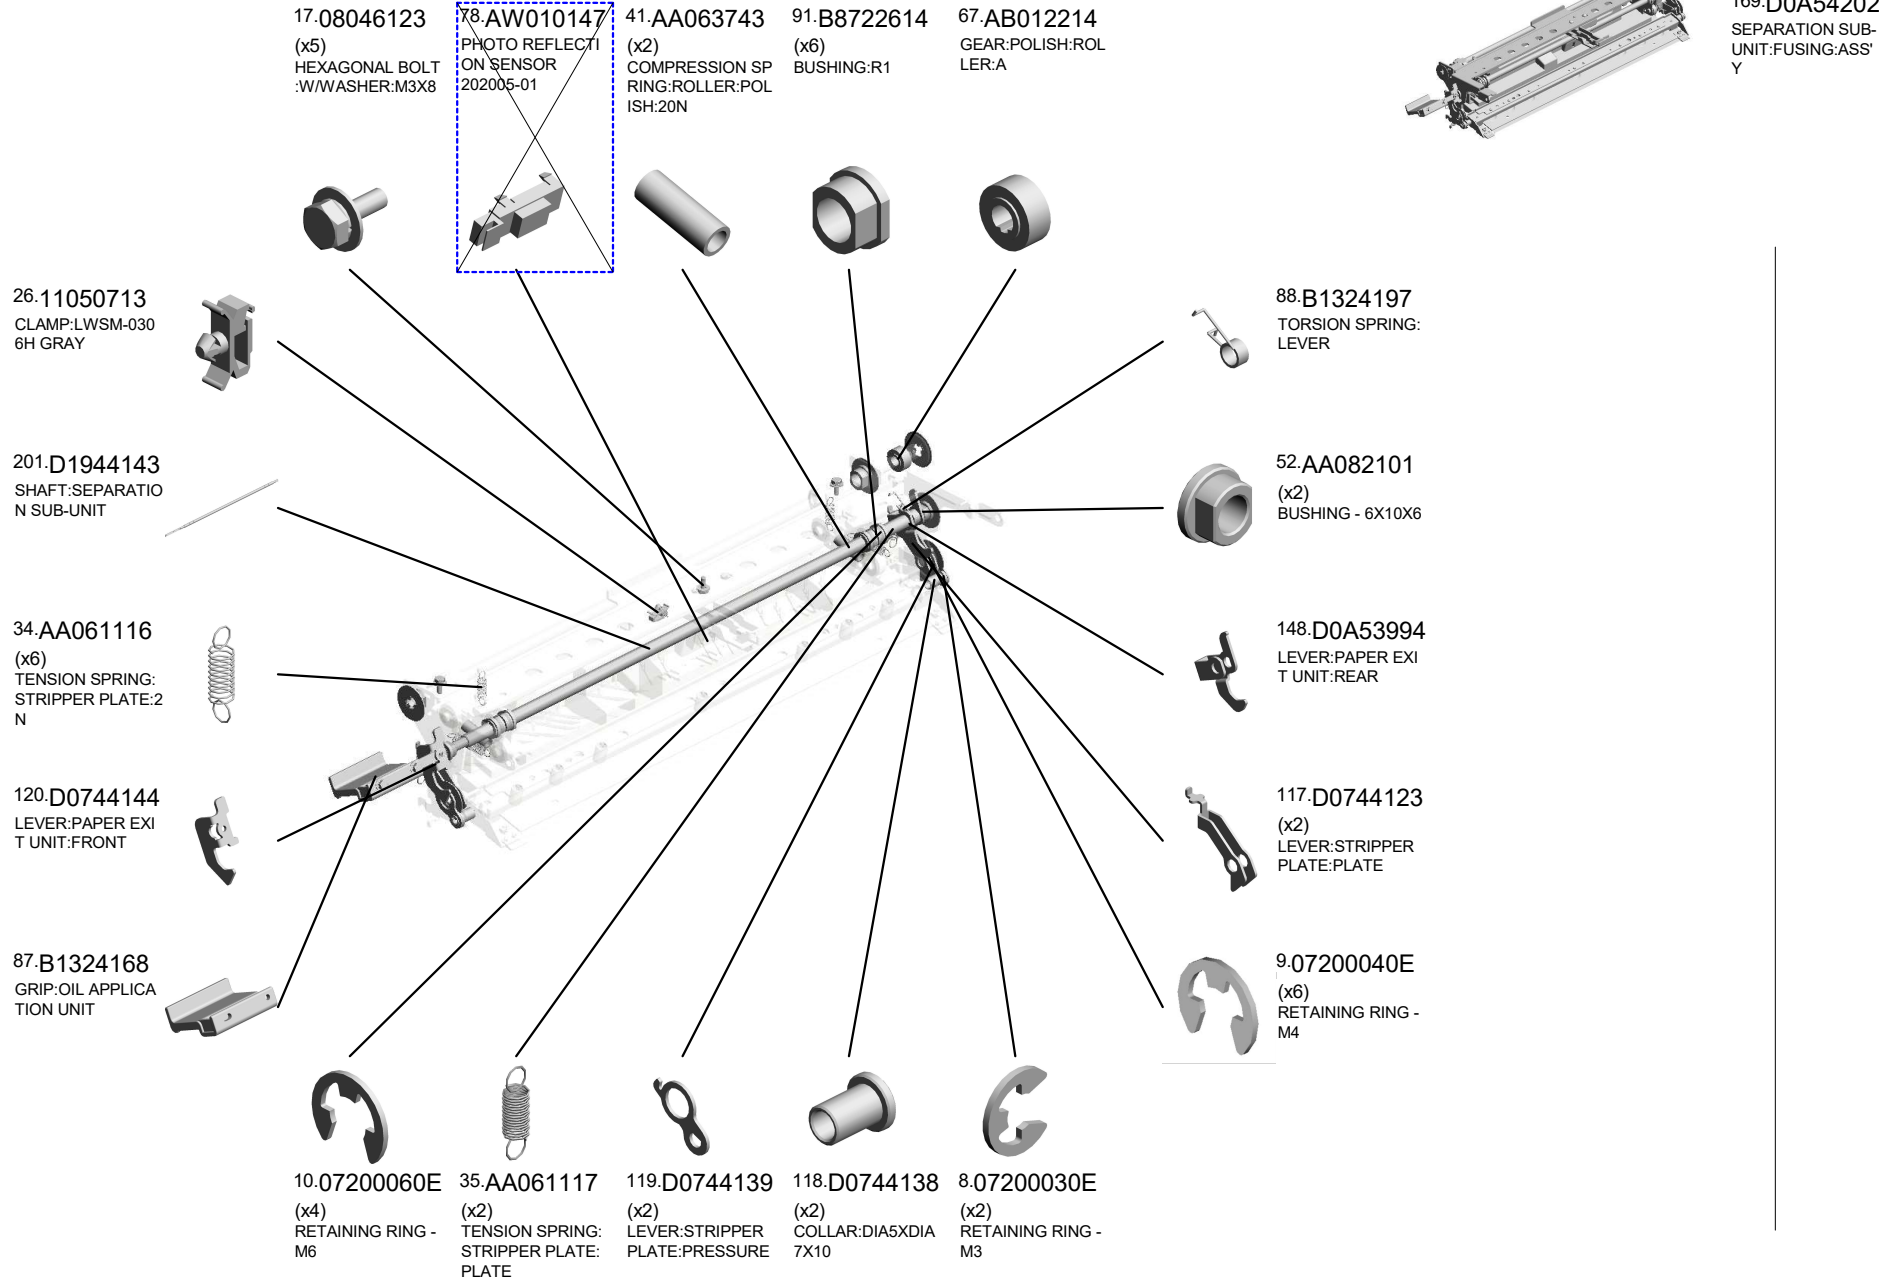 17.08046123
(x5)
HEXAGONAL BOLT
:W/WASHER:M3X8
78.AW010147
PHOTO REFLECTI
ON SENSOR
202005-01
41.AA063743
(x2)
COMPRESSION SP
RING:ROLLER:POL
ISH:20N
91.B8722614
(x6)
BUSHING:R1
67.AB012214
GEAR:POLISH:ROL
LER:A
169.D0A54202
SEPARATION SUB-
UNIT:FUSING:ASS'
Y
26.11050713
CLAMP:LWSM-030
6H GRAY
88.B1324197
TORSION SPRING:
LEVER
201.D1944143
SHAFT:SEPARATIO
N SUB-UNIT
52.AA082101
(x2)
BUSHING - 6X10X6
34.AA061116
(x6)
TENSION SPRING:
STRIPPER PLATE:2
N
148.D0A53994
LEVER:PAPER EXI
T UNIT:REAR
120.D0744144
LEVER:PAPER EXI
T UNIT:FRONT
117.D0744123
(x2)
LEVER:STRIPPER
PLATE:PLATE
87.B1324168
GRIP:OIL APPLICA
TION UNIT
9.07200040E
(x6)
RETAINING RING -
M4
10.07200060E
(x4)
RETAINING RING -
M6
35.AA061117
(x2)
TENSION SPRING:
STRIPPER PLATE:
PLATE
119.D0744139
(x2)
LEVER:STRIPPER
PLATE:PRESSURE
118.D0744138
(x2)
COLLAR:DIA5XDIA
7X10
8.07200030E
(x2)
RETAINING RING -
M3